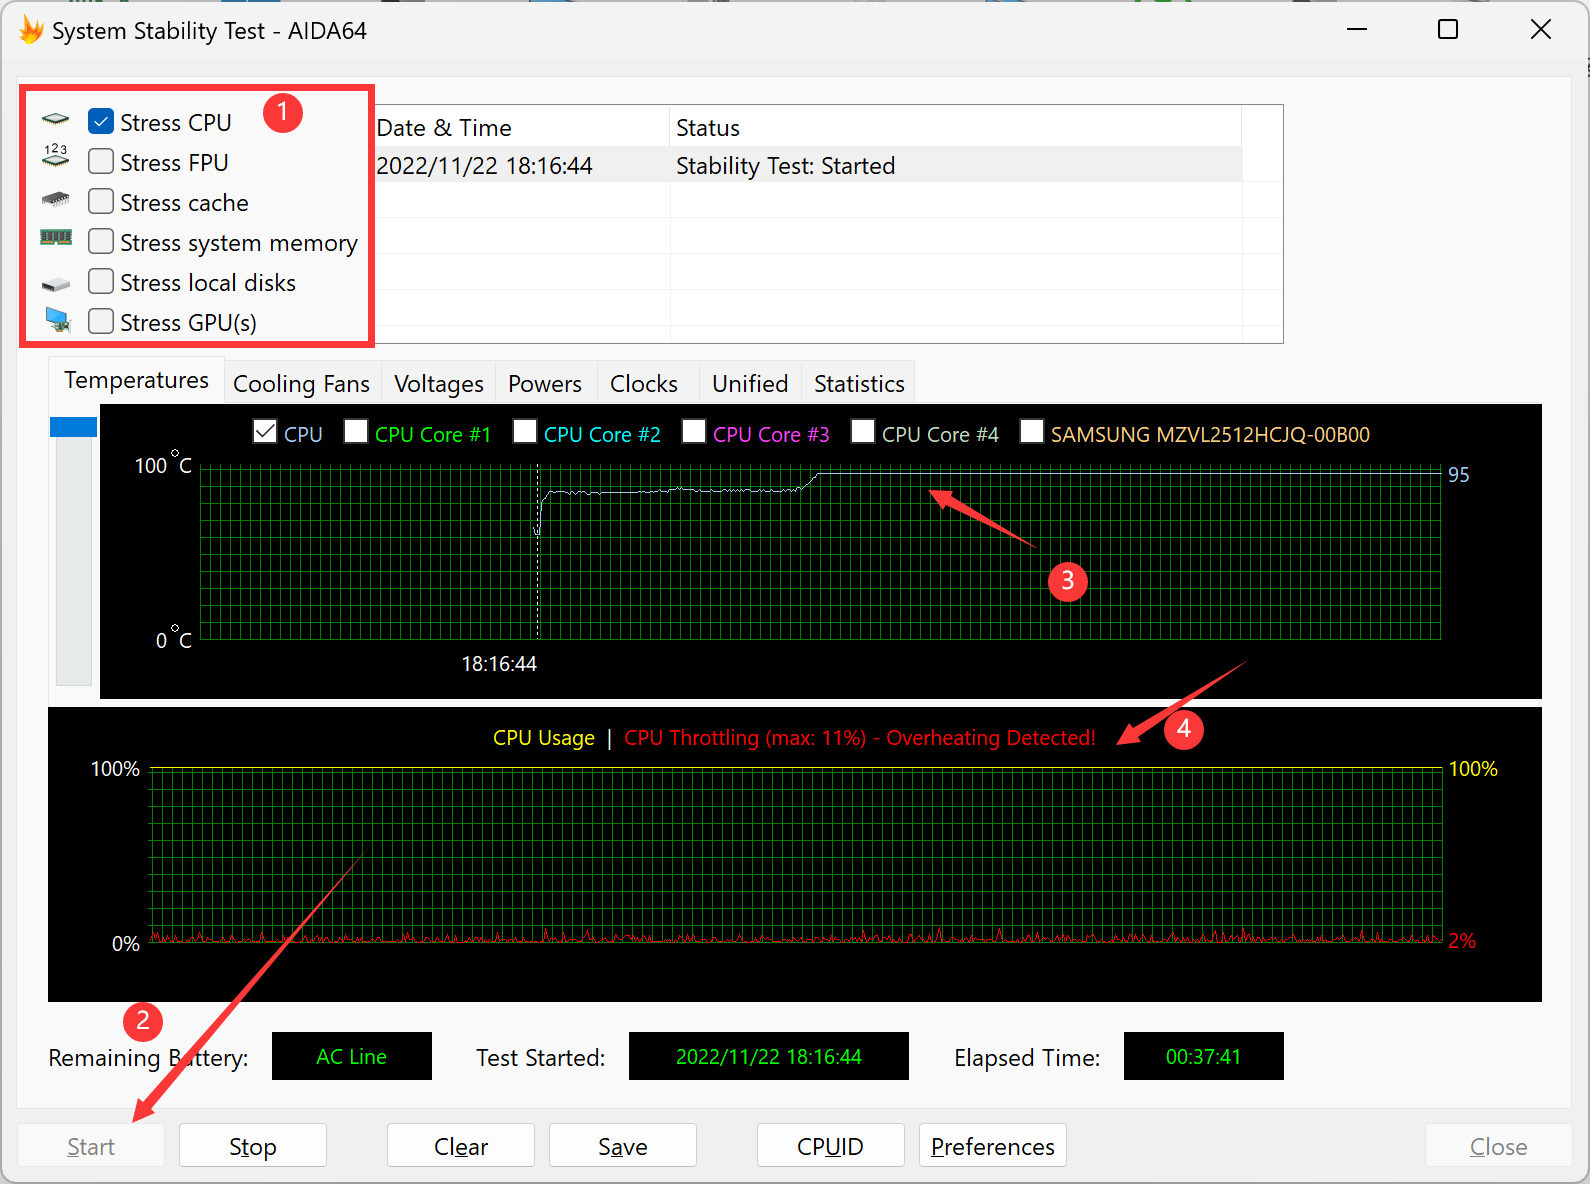 System Stability Test - AIDA64
Stress CPU
1
123
Stress FPU
Stress cache
Stress system memory
Stress local disks
Stress GPU(s)
Date & Time Status
2022/11/22 18:16:44 Stability Test: Started
Temperatures Cooling Fans Voltages Powers Clocks Unified Statistics
CPU CPU Core #1 CPU Core #2 CPU Core #3 CPU Core #4 SAMSUNG MZVL2512HCJQ-00B00
100 °C
95
3
0 °C
18:16:44
CPU Usage | CPU Throttling (max: 11%) - Overheating Detected!
4
100% 100%
0% 2%
2
Remaining Battery: AC Line Test Started: 2022/11/22 18:16:44 Elapsed Time: 00:37:41
Start Stop Clear Save CPUID Preferences Close